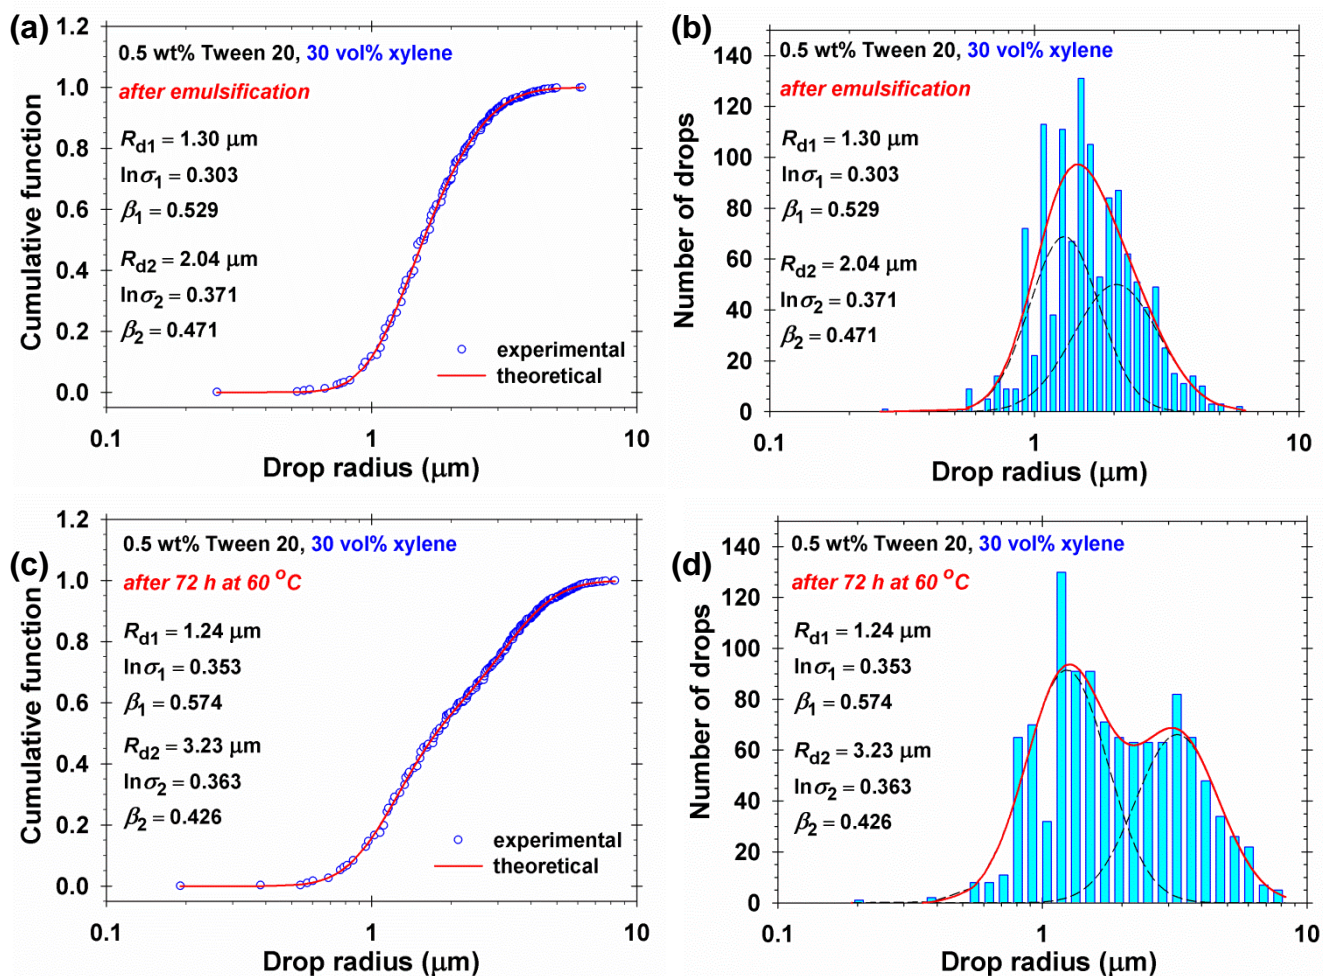 (a)
0.5 wt% Tween 20, 30 vol% xylene
after emulsification
R_d1 = 1.30 μm
lnσ_1 = 0.303
β_1 = 0.529
R_d2 = 2.04 μm
lnσ_2 = 0.371
β_2 = 0.471
experimental
theoretical
Cumulative function
1.2
1.0
0.8
0.6
0.4
0.2
0.0
0.1 1 10
Drop radius (μm)
(b)
0.5 wt% Tween 20, 30 vol% xylene
after emulsification
R_d1 = 1.30 μm
lnσ_1 = 0.303
β_1 = 0.529
R_d2 = 2.04 μm
lnσ_2 = 0.371
β_2 = 0.471
Number of drops
140
120
100
80
60
40
20
0
0.1 1 10
Drop radius (μm)
(c)
0.5 wt% Tween 20, 30 vol% xylene
after 72 h at 60 °C
R_d1 = 1.24 μm
lnσ_1 = 0.353
β_1 = 0.574
R_d2 = 3.23 μm
lnσ_2 = 0.363
β_2 = 0.426
experimental
theoretical
Cumulative function
1.2
1.0
0.8
0.6
0.4
0.2
0.0
0.1 1 10
Drop radius (μm)
(d)
0.5 wt% Tween 20, 30 vol% xylene
after 72 h at 60 °C
R_d1 = 1.24 μm
lnσ_1 = 0.353
β_1 = 0.574
R_d2 = 3.23 μm
lnσ_2 = 0.363
β_2 = 0.426
Number of drops
140
120
100
80
60
40
20
0
0.1 1 10
Drop radius (μm)